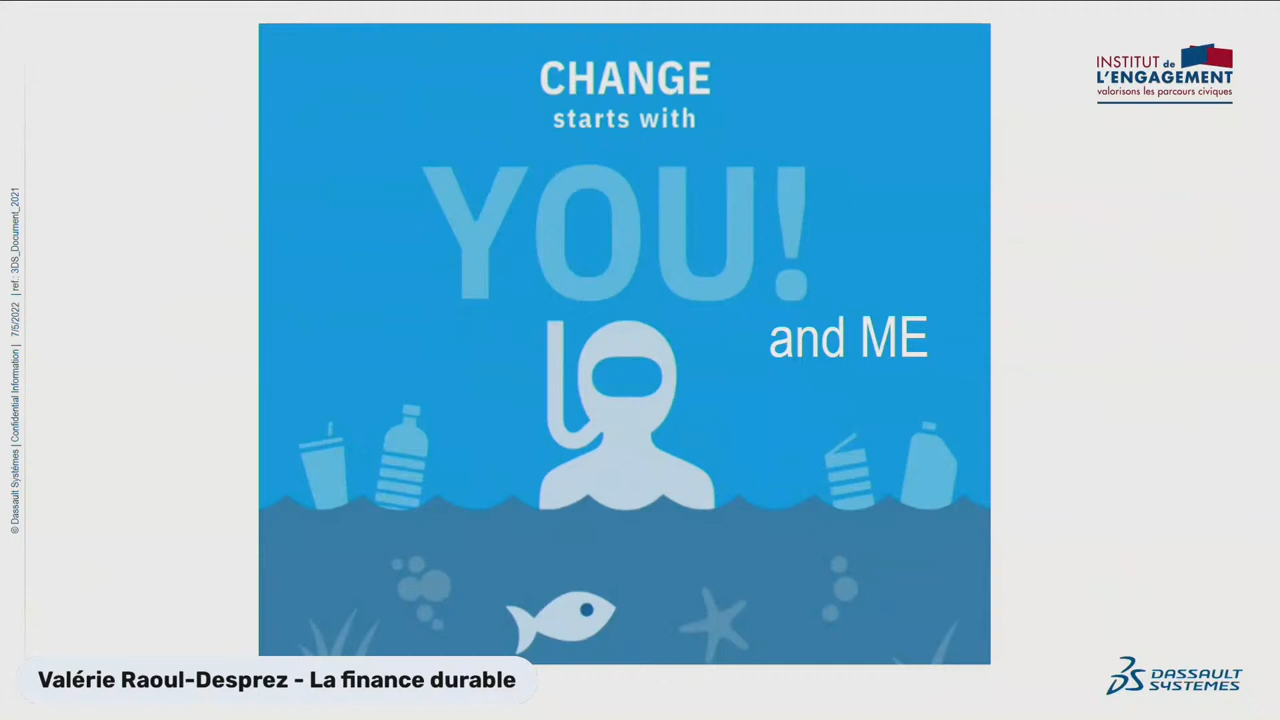 CHANGE
starts with
YOU!
and ME
INSTITUT de
L'ENGAGEMENT
valorisons les parcours civiques
© Dassault Systèmes | Confidential Information | 7/5/2022 | ref.: 3DS_Document_2021
Valérie Raoul-Desprez - La finance durable
DASSAULT
SYSTEMES